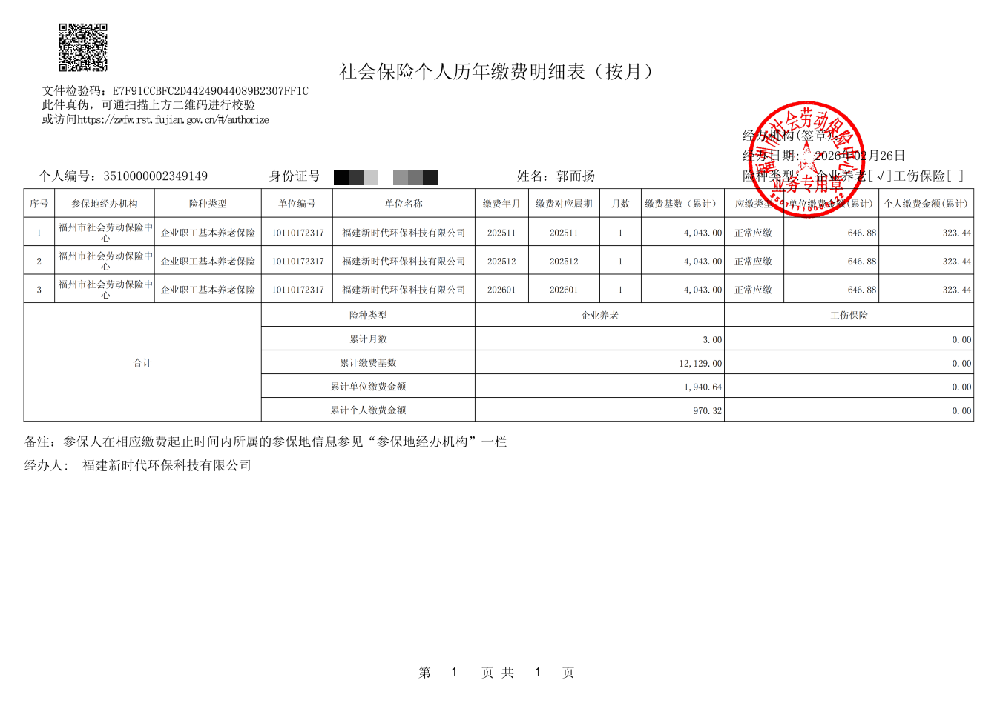 社会保险个人历年缴费明细表（按月）
文件检验码：E7F91CCBFC2D44249044089B2307FF1C
此件真伪，可通扫描上方二维码进行校验
或访问https://zwfw.rst.fujian.gov.cn/#/authorize
经办机构(签章):
经办日期: 2026年02月26日
个人编号：3510000002349149 身份证号 姓名：郭而扬 险种类型: 企业养老[√]工伤保险[ ]
福州市社会劳动保险中心
业务专用章
序号 参保地经办机构 险种类型 单位编号 单位名称 缴费年月 缴费对应属期 月数 缴费基数（累计） 应缴类型 单位缴费金额(累计) 个人缴费金额(累计)
1 福州市社会劳动保险中心 企业职工基本养老保险 10110172317 福建新时代环保科技有限公司 202511 202511 1 4,043.00 正常应缴 646.88 323.44
2 福州市社会劳动保险中心 企业职工基本养老保险 10110172317 福建新时代环保科技有限公司 202512 202512 1 4,043.00 正常应缴 646.88 323.44
3 福州市社会劳动保险中心 企业职工基本养老保险 10110172317 福建新时代环保科技有限公司 202601 202601 1 4,043.00 正常应缴 646.88 323.44
合计
险种类型 企业养老 工伤保险
累计月数 3.00 0.00
累计缴费基数 12,129.00 0.00
累计单位缴费金额 1,940.64 0.00
累计个人缴费金额 970.32 0.00
备注：参保人在相应缴费起止时间内所属的参保地信息参见“参保地经办机构”一栏
经办人: 福建新时代环保科技有限公司
第 1 页 共 1 页